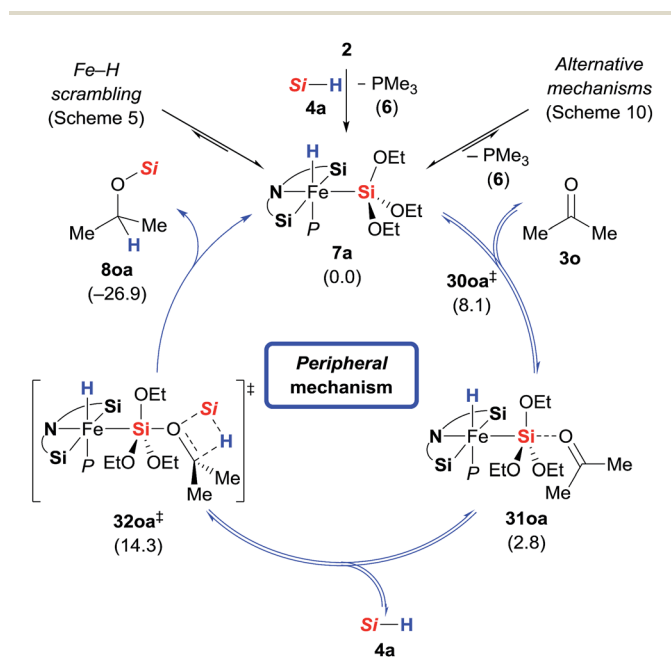 2
Fe–H
scrambling
(Scheme 5)
Si–H
4a
– PMe3
(6)
Alternative
mechanisms
(Scheme 10)
– PMe3
(6)
H
Si
OEt
N
Fe
Si
OEt
Si
P
OEt
7a
(0.0)
Si
O
Me
Me
H
8oa
(–26.9)
O
Me
Me
3o
30oa‡
(8.1)
Peripheral
mechanism
H
Si
OEt
Si
‡
N
Fe
Si
O
H
Si
P
EtO
OEt
Me
Me
32oa‡
(14.3)
H
Si
OEt
N
Fe
Si
O
Si
P
EtO
OEt
Me
Me
31oa
(2.8)
Si–H
4a